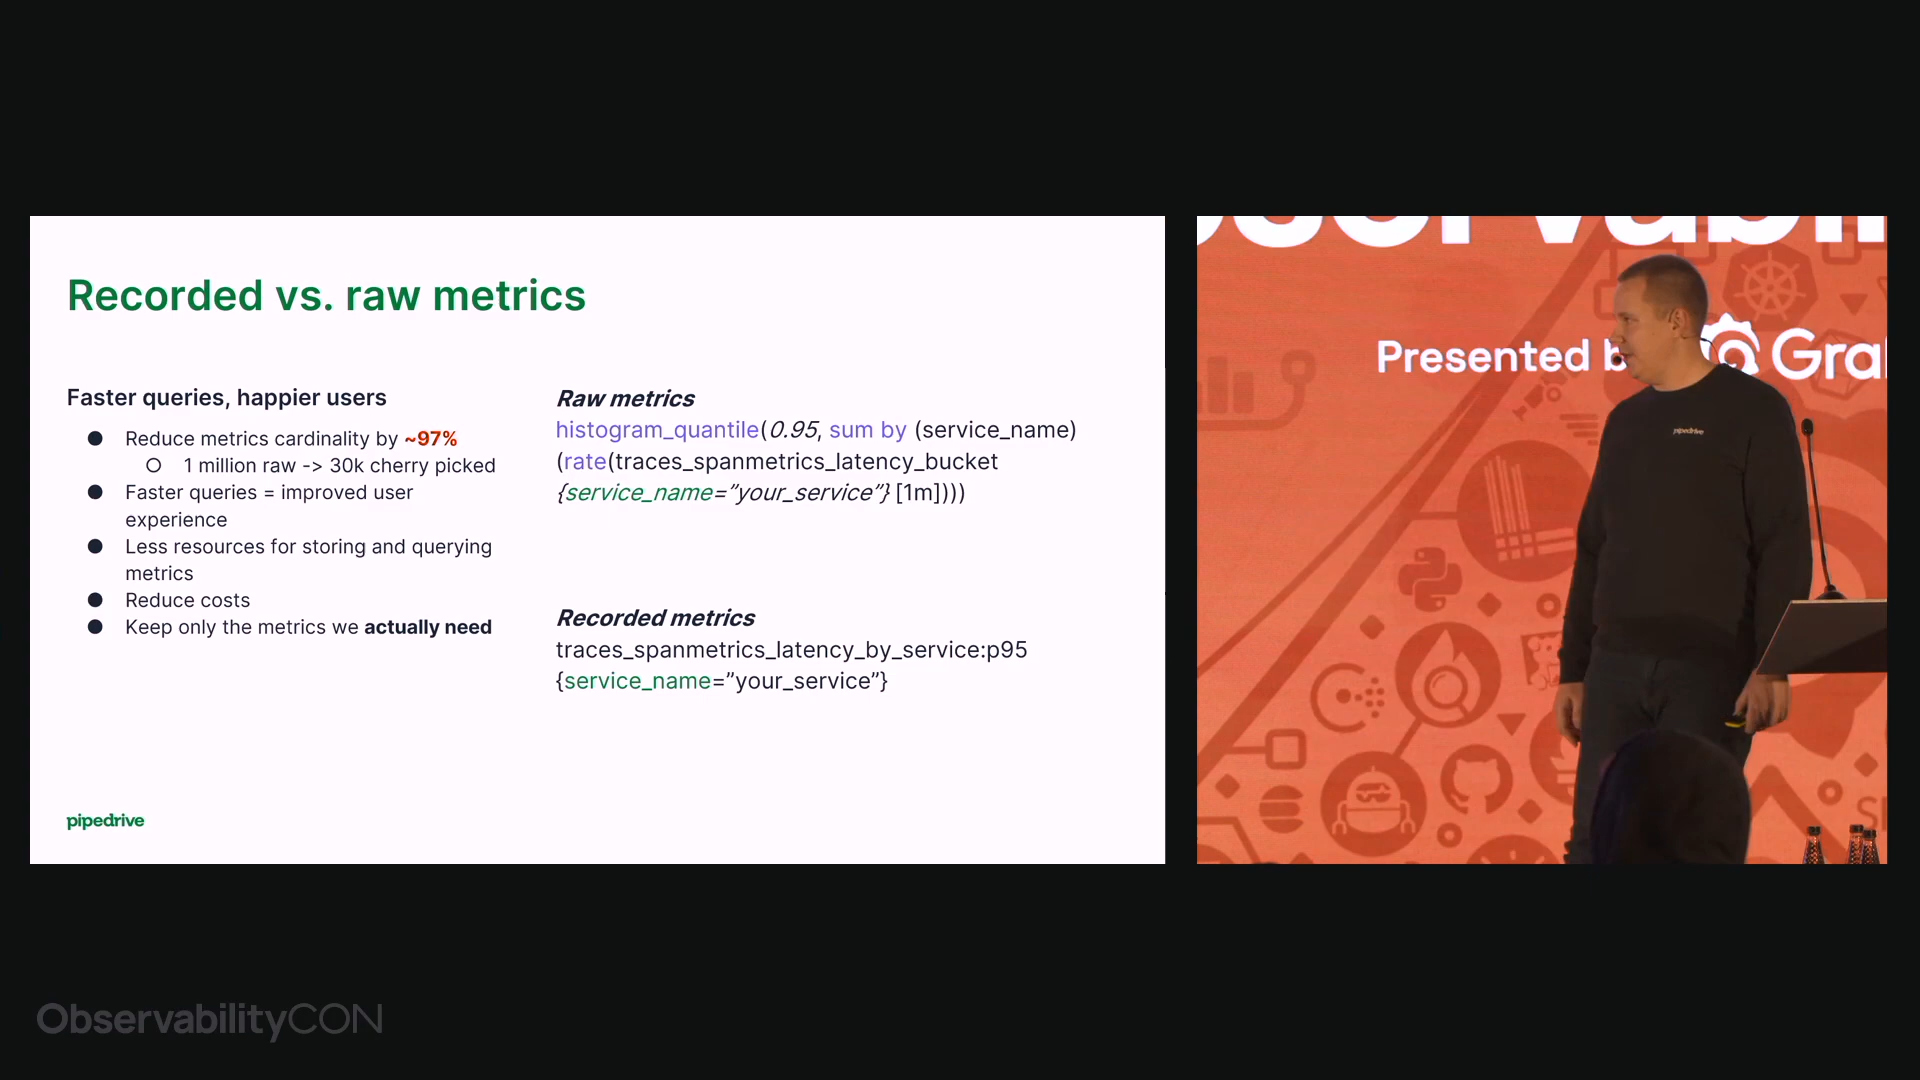 Recorded vs. raw metrics
Faster queries, happier users
● Reduce metrics cardinality by ~97%
○ 1 million raw -> 30k cherry picked
● Faster queries = improved user
experience
● Less resources for storing and querying
metrics
● Reduce costs
● Keep only the metrics we actually need
Raw metrics
histogram_quantile(0.95, sum by (service_name)
(rate(traces_spanmetrics_latency_bucket
{service_name=”your_service”} [1m])))
Recorded metrics
traces_spanmetrics_latency_by_service:p95
{service_name=”your_service”}
pipedrive
Presented b
Gra
pipedrive
ObservabilityCON